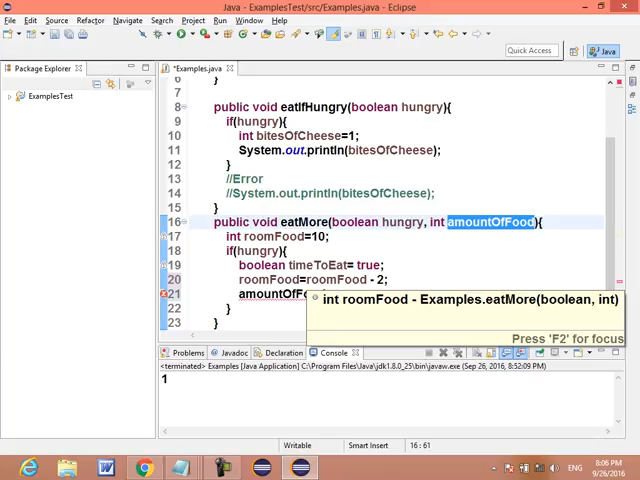 Java - ExamplesTest/src/Examples.java - Eclipse
File Edit Source Refactor Navigate Search Project Run Window Help
Quick Access
Java
Package Explorer
*Examples.java
ExamplesTest
6 }
7
8 public void eatIfHungry(boolean hungry){
9 if(hungry){
10 int bitesOfCheese=1;
11 System.out.println(bitesOfCheese);
12 }
13 //Error
14 //System.out.println(bitesOfCheese);
15 }
16 public void eatMore(boolean hungry, int amountOfFood){
17 int roomFood=10;
18 if(hungry){
19 boolean timeToEat= true;
20 roomFood=roomFood - 2;
21 amountOfFo
22 }
23 }
int roomFood - Examples.eatMore(boolean, int)
Press 'F2' for focus
Problems Javadoc Declaration Console
<terminated> Examples [Java Application] C:\Program Files\Java\jdk1.8.0_25\bin\javaw.exe (Sep 26, 2016, 8:52:09 PM)
1
Writable Smart Insert 16 : 61
ENG
8:06 PM
9/26/2016